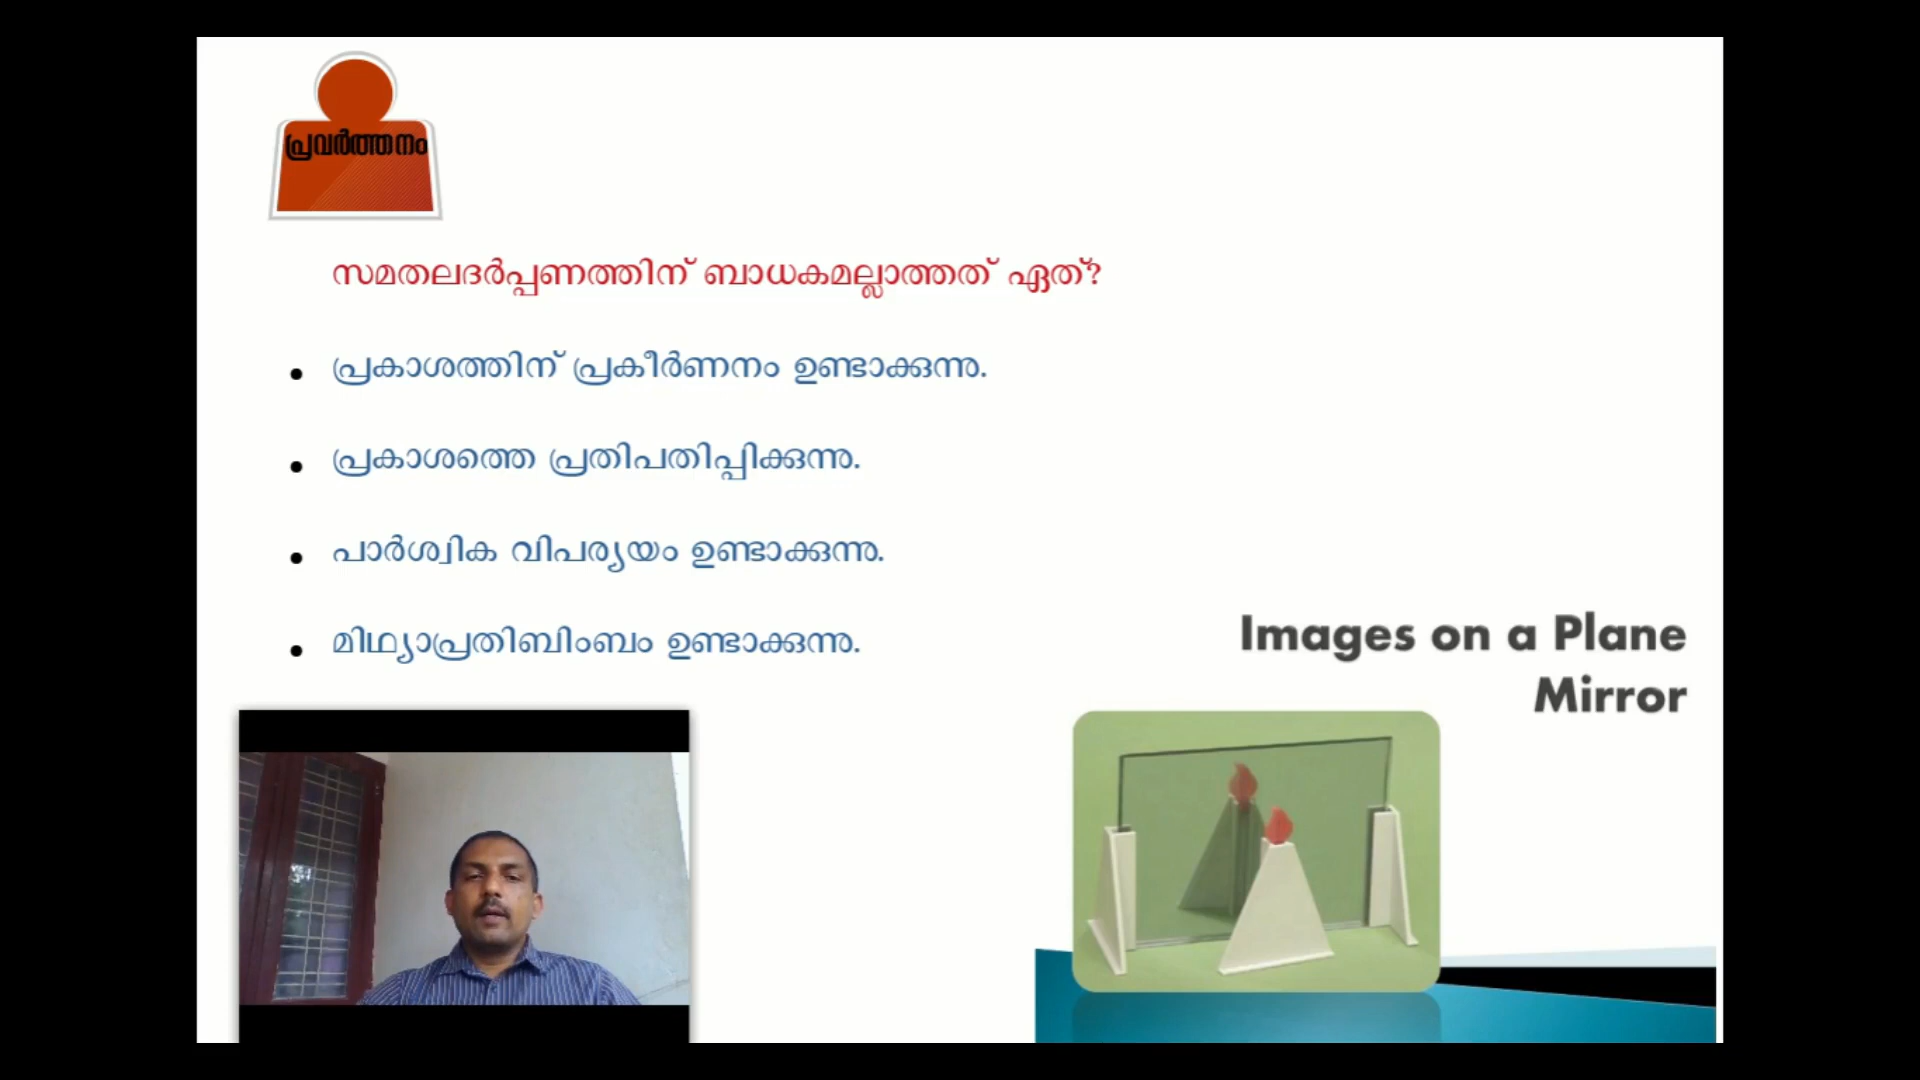 പ്രവർത്തനം
സമതലദർപ്പണത്തിന് ബാധകമല്ലാത്തത് ഏത്?
• പ്രകാശത്തിന് പ്രകീർണനം ഉണ്ടാക്കുന്നു.
• പ്രകാശത്തെ പ്രതിപതിപ്പിക്കുന്നു.
• പാർശ്വിക വിപര്യയം ഉണ്ടാക്കുന്നു.
• മിഥ്യാപ്രതിബിംബം ഉണ്ടാക്കുന്നു.
Images on a Plane
Mirror